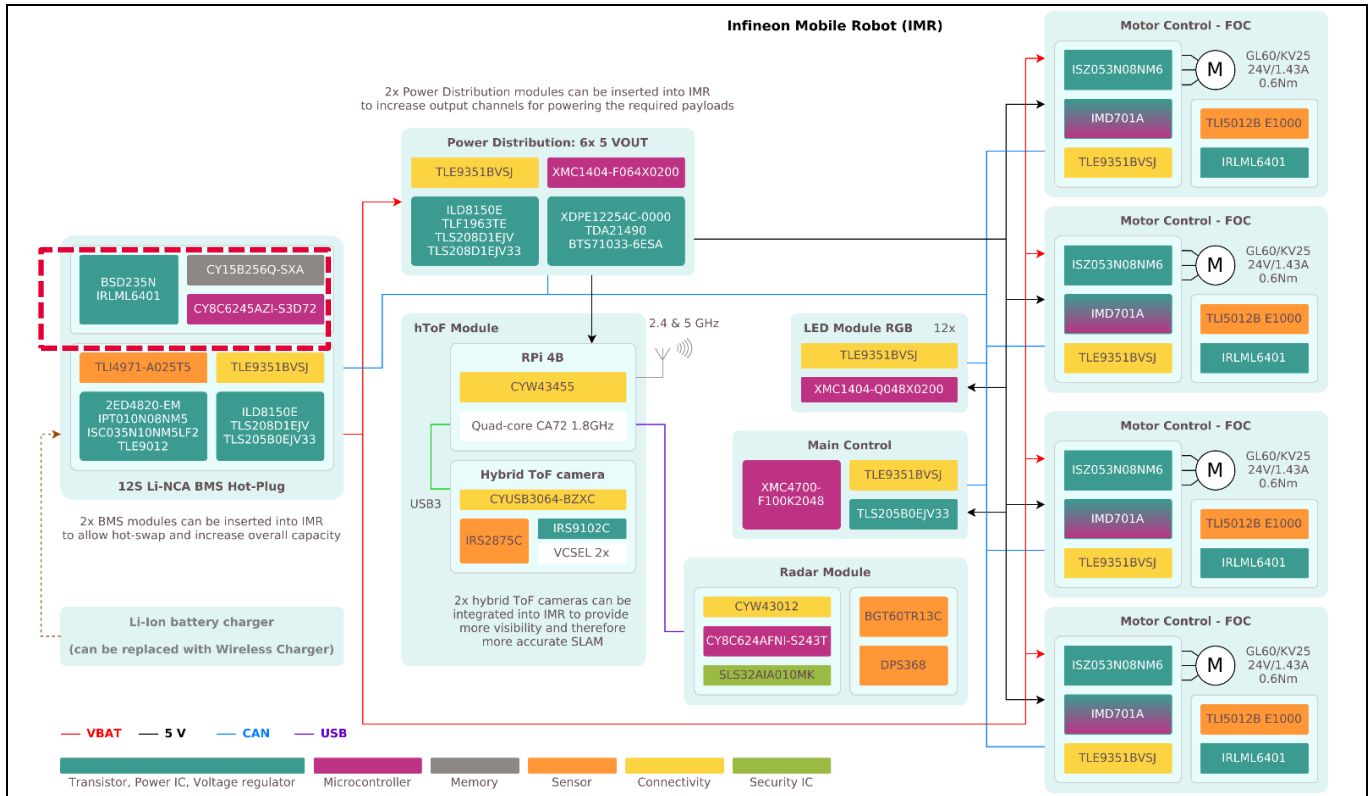 Infineon Mobile Robot (IMR)
2x Power Distribution modules can be inserted into IMR
to increase output channels for powering the required payloads
Power Distribution: 6x 5 VOUT
TLE9351BVSJ
XMC1404-F064X0200
ILD8150E
TLF1963TE
TLS208D1EJV
TLS208D1EJV33
XDPE12254C-0000
TDA21490
BTS71033-6ESA
BSD235N
IRLML6401
CY15B256Q-SXA
CY8C6245AZI-S3D72
TLI4971-A025T5
TLE9351BVSJ
2ED4820-EM
IPT010N08NM5
ISC035N10NM5LF2
TLE9012
ILD8150E
TLS208D1EJV
TLS205B0EJV33
12S Li-NCA BMS Hot-Plug
2x BMS modules can be inserted into IMR
to allow hot-swap and increase overall capacity
Li-Ion battery charger
(can be replaced with Wireless Charger)
hToF Module
2.4 & 5 GHz
RPi 4B
CYW43455
Quad-core CA72 1.8GHz
USB3
Hybrid ToF camera
CYUSB3064-BZXC
IRS2875C
IRS9102C
VCSEL 2x
2x hybrid ToF cameras can be
integrated into IMR to provide
more visibility and therefore
more accurate SLAM
LED Module RGB 12x
TLE9351BVSJ
XMC1404-Q048X0200
Main Control
XMC4700-
F100K2048
TLE9351BVSJ
TLS205B0EJV33
Radar Module
CYW43012
CY8C624AFNI-S243T
SLS32AIA010MK
BGT60TR13C
DPS368
Motor Control - FOC
ISZ053N08NM6
M
GL60/KV25
24V/1.43A
0.6Nm
IMD701A
TLI5012B E1000
TLE9351BVSJ
IRLML6401
Motor Control - FOC
ISZ053N08NM6
M
GL60/KV25
24V/1.43A
0.6Nm
IMD701A
TLI5012B E1000
TLE9351BVSJ
IRLML6401
Motor Control - FOC
ISZ053N08NM6
M
GL60/KV25
24V/1.43A
0.6Nm
IMD701A
TLI5012B E1000
TLE9351BVSJ
IRLML6401
Motor Control - FOC
ISZ053N08NM6
M
GL60/KV25
24V/1.43A
0.6Nm
IMD701A
TLI5012B E1000
TLE9351BVSJ
IRLML6401
VBAT 5 V CAN USB
Transistor, Power IC, Voltage regulator Microcontroller Memory Sensor Connectivity Security IC